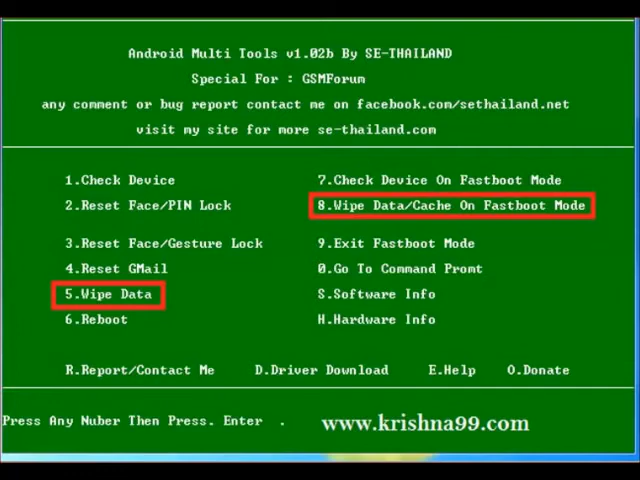 Android Multi Tools v1.02b By SE-THAILAND
Special For : GSMForum
any comment or bug report contact me on facebook.com/sethailand.net
visit my site for more se-thailand.com
1.Check Device 7.Check Device On Fastboot Mode
2.Reset Face/PIN Lock 8.Wipe Data/Cache On Fastboot Mode
3.Reset Face/Gesture Lock 9.Exit Fastboot Mode
4.Reset GMail 0.Go To Command Promt
5.Wipe Data S.Software Info
6.Reboot H.Hardware Info
R.Report/Contact Me D.Driver Download E.Help O.Donate
Press Any Nuber Then Press. Enter . www.krishna99.com